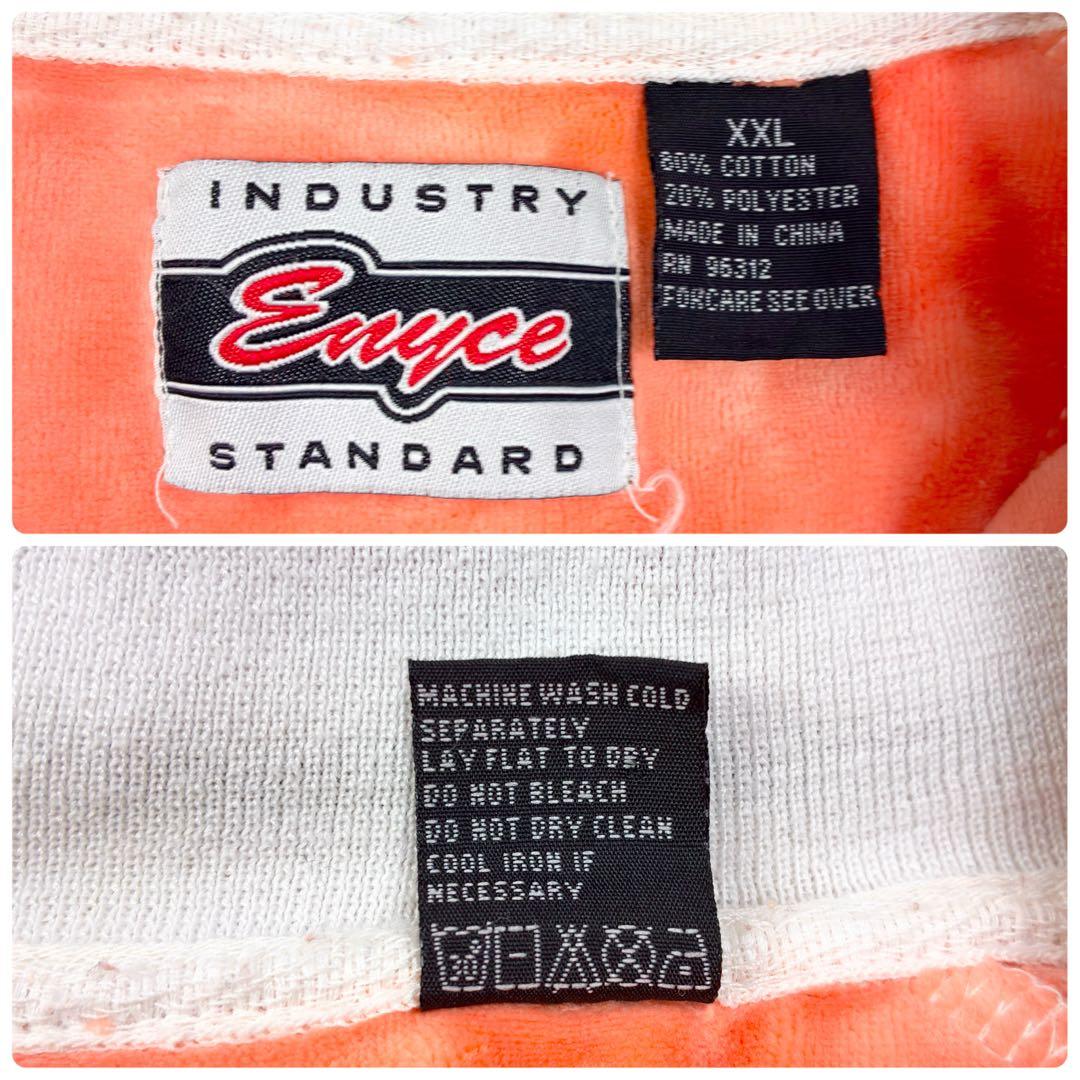 INDUSTRY
Enyce
STANDARD
XXL
80% COTTON
20% POLYESTER
MADE IN CHINA
RN 96312
FORCARE SEE OVER
MACHINE WASH COLD
SEPARATELY
LAY FLAT TO DRY
DO NOT BLEACH
DO NOT DRY CLEAN
COOL IRON IF
NECESSARY
30